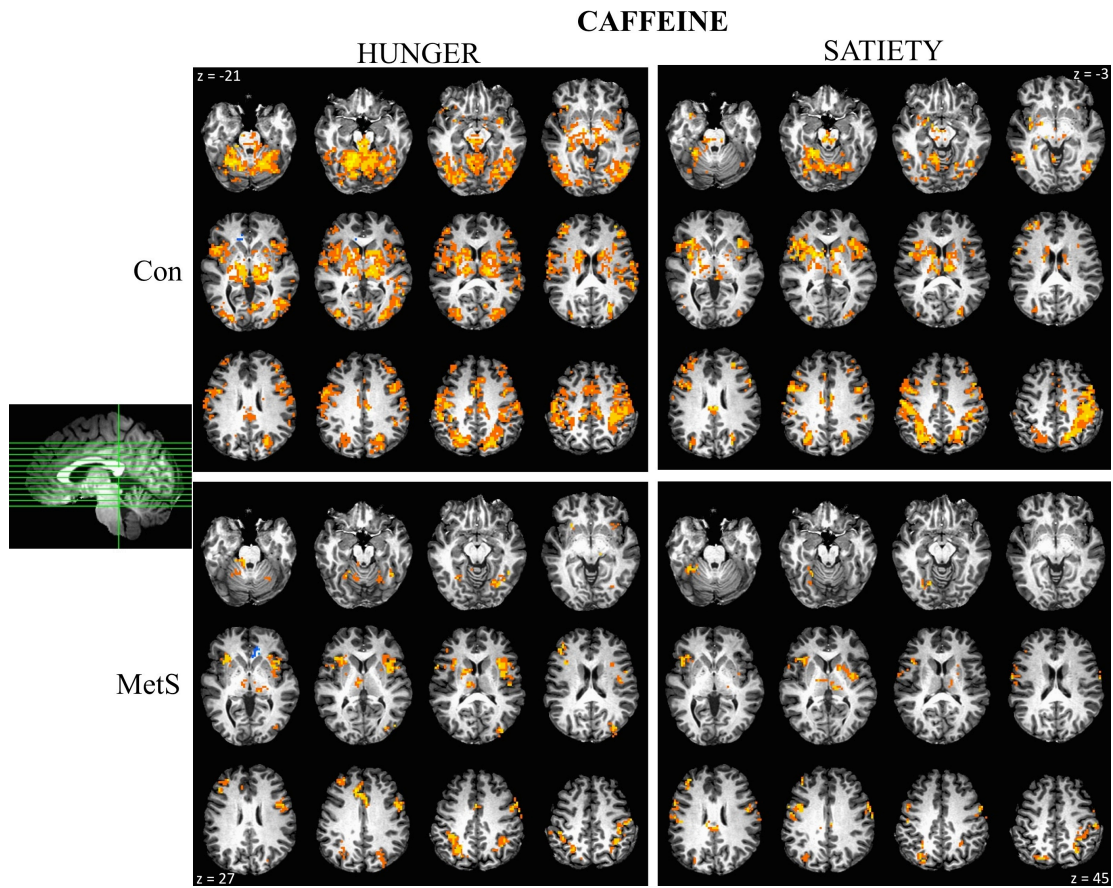 CAFFEINE
HUNGER
SATIETY
z = -21
z = -3
Con
MetS
z = 27
z = 45